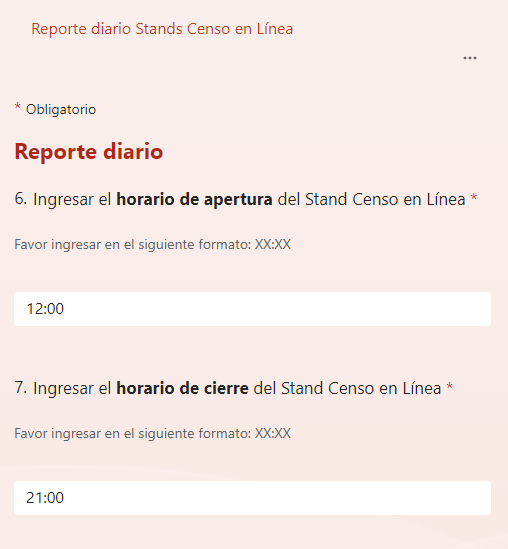 Reporte diario Stands Censo en Línea
...
* Obligatorio
Reporte diario
6. Ingresar el horario de apertura del Stand Censo en Línea *
Favor ingresar en el siguiente formato: XX:XX
12:00
7. Ingresar el horario de cierre del Stand Censo en Línea *
Favor ingresar en el siguiente formato: XX:XX
21:00